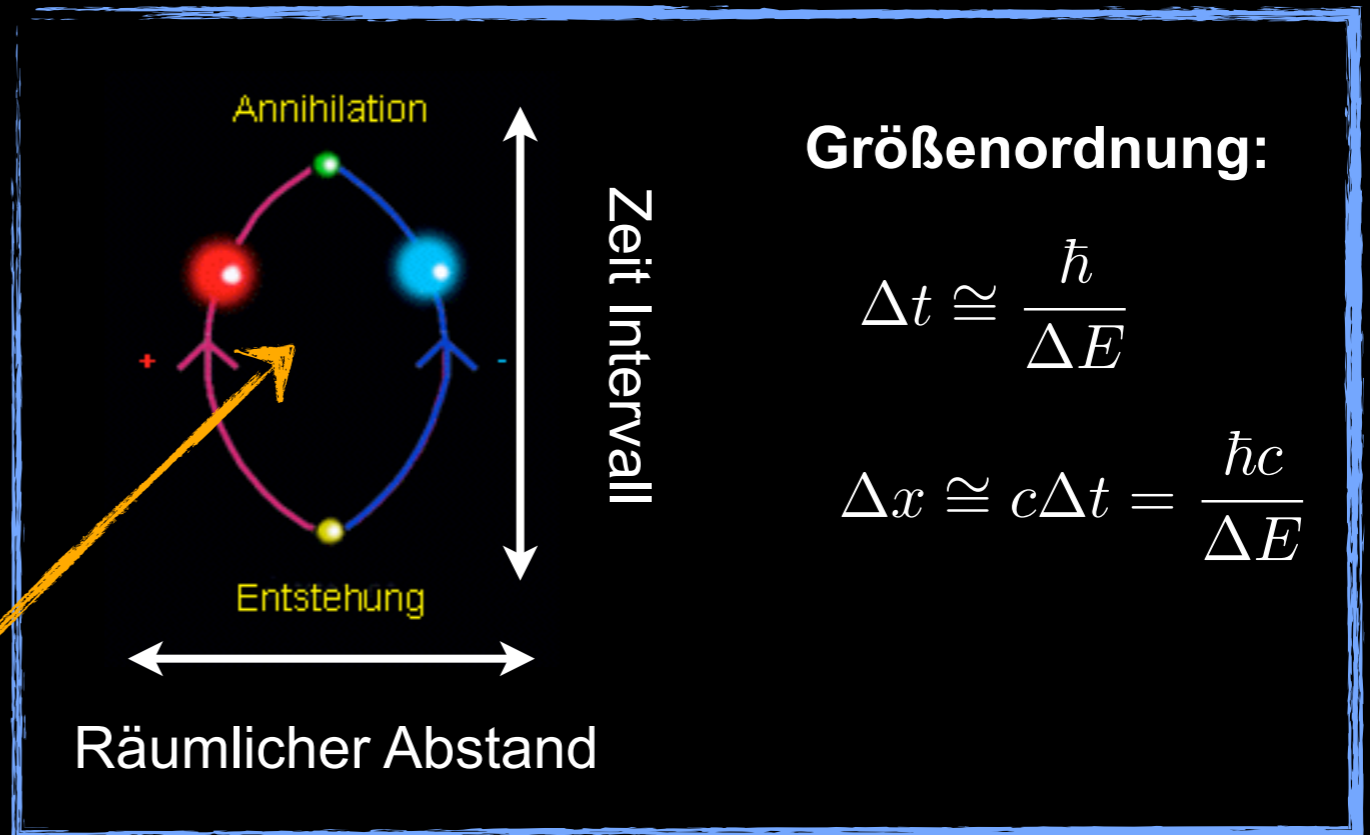 Annihilation
+
-
Entstehung
Zeit Intervall
Räumlicher Abstand
Größenordnung:
Δt ≅ ħ/ΔE
Δx ≅ cΔt = ħc/ΔE